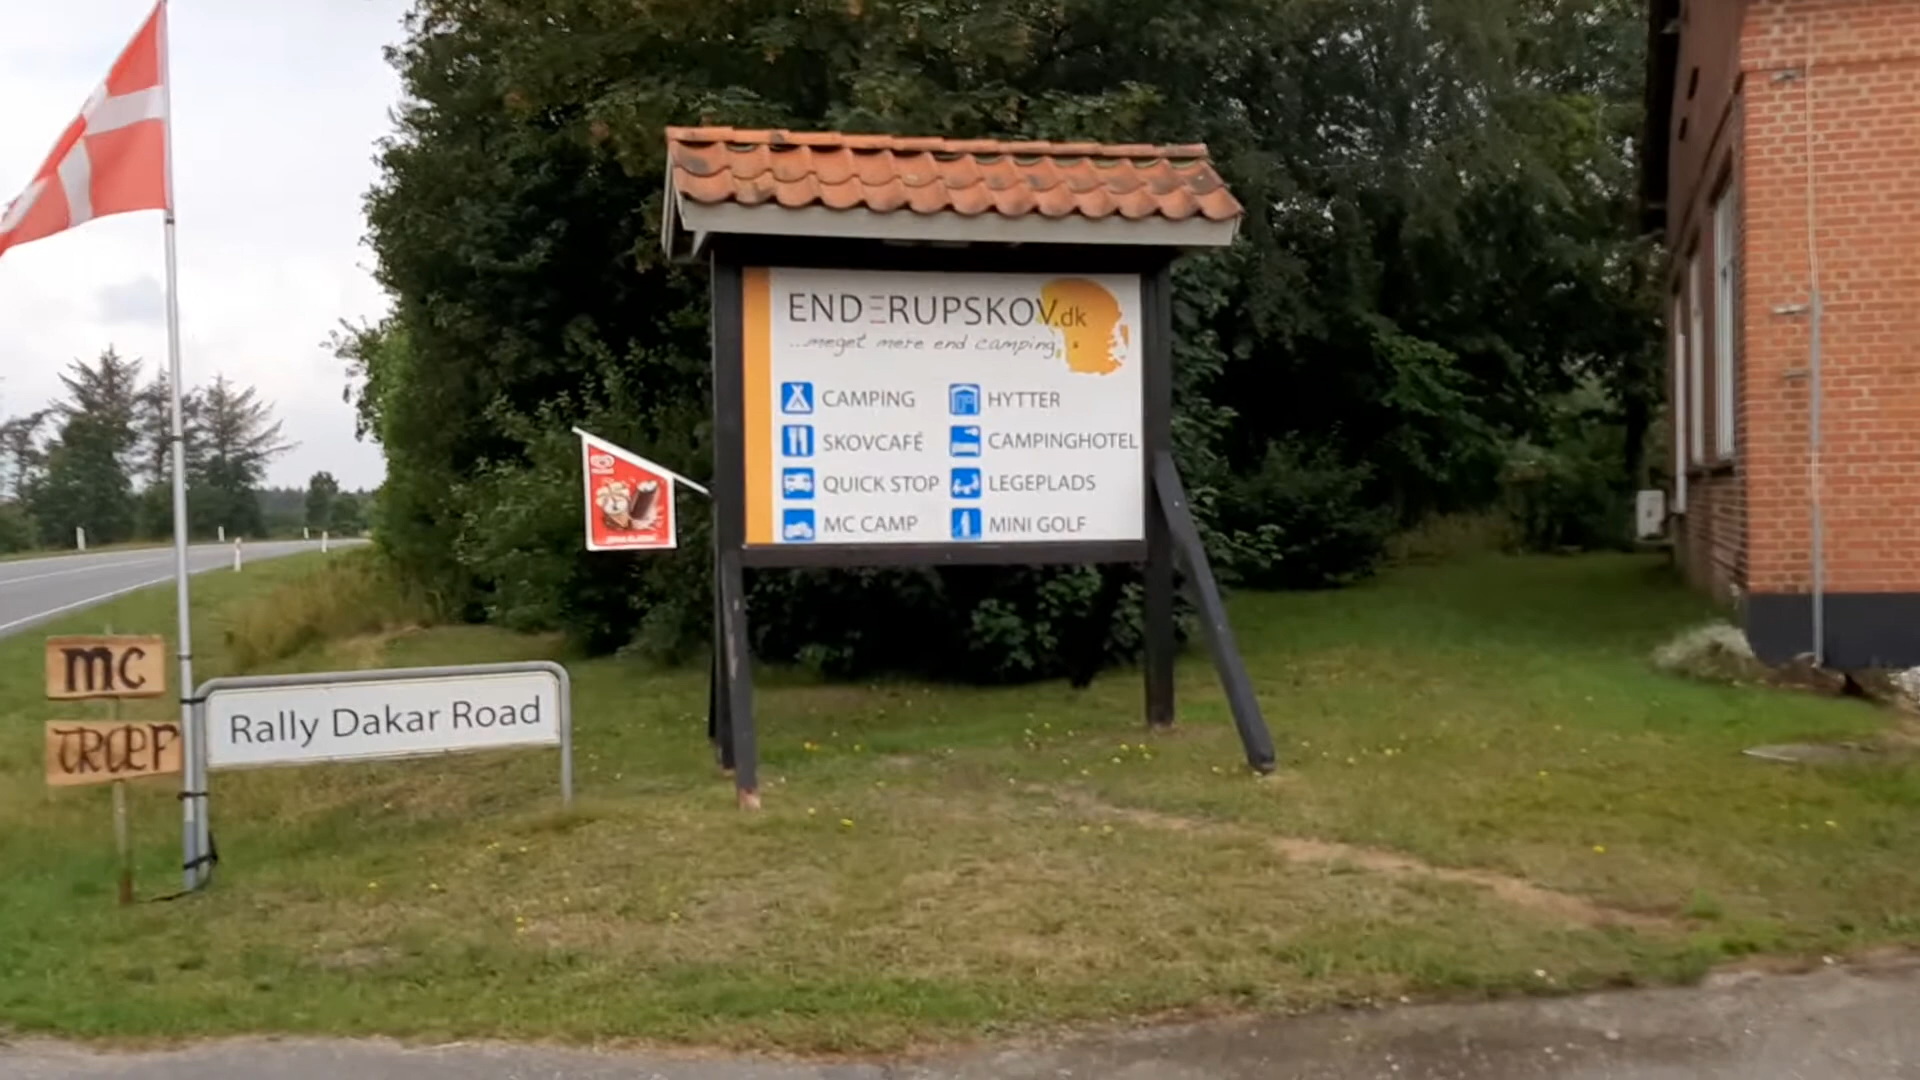 ENDERUPSKOV.dk
...meget mere end camping...
CAMPING
HYTTER
SKOVCAFÉ
CAMPINGHOTEL
QUICK STOP
LEGEPLADS
MC CAMP
MINI GOLF
MC
TRÆF
Rally Dakar Road